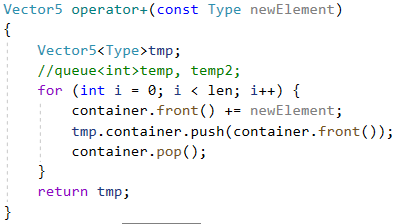 Vector5 operator+(const Type newElement)
{
Vector5<Type>tmp;
//queue<int>temp, temp2;
for (int i = 0; i < len; i++) {
container.front() += newElement;
tmp.container.push(container.front());
container.pop();
}
return tmp;
}